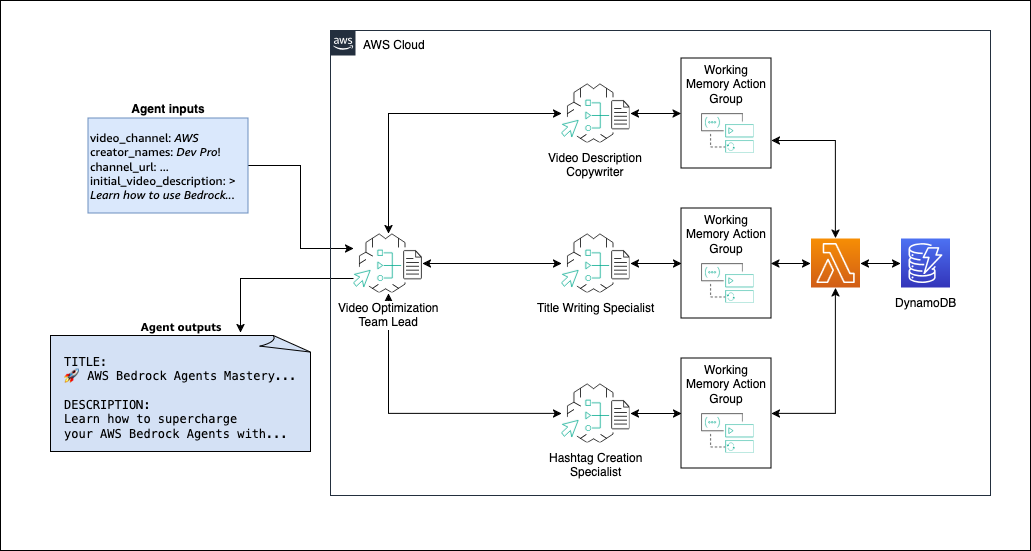 aws
AWS Cloud
Agent inputs
video_channel: AWS
creator_names: Dev Pro!
channel_url: ...
initial_video_description: >
Learn how to use Bedrock...
Video Optimization
Team Lead
Agent outputs
TITLE:
🚀 AWS Bedrock Agents Mastery...
DESCRIPTION:
Learn how to supercharge
your AWS Bedrock Agents with...
Video Description
Copywriter
Working
Memory Action
Group
Title Writing Specialist
Working
Memory Action
Group
Hashtag Creation
Specialist
Working
Memory Action
Group
DynamoDB